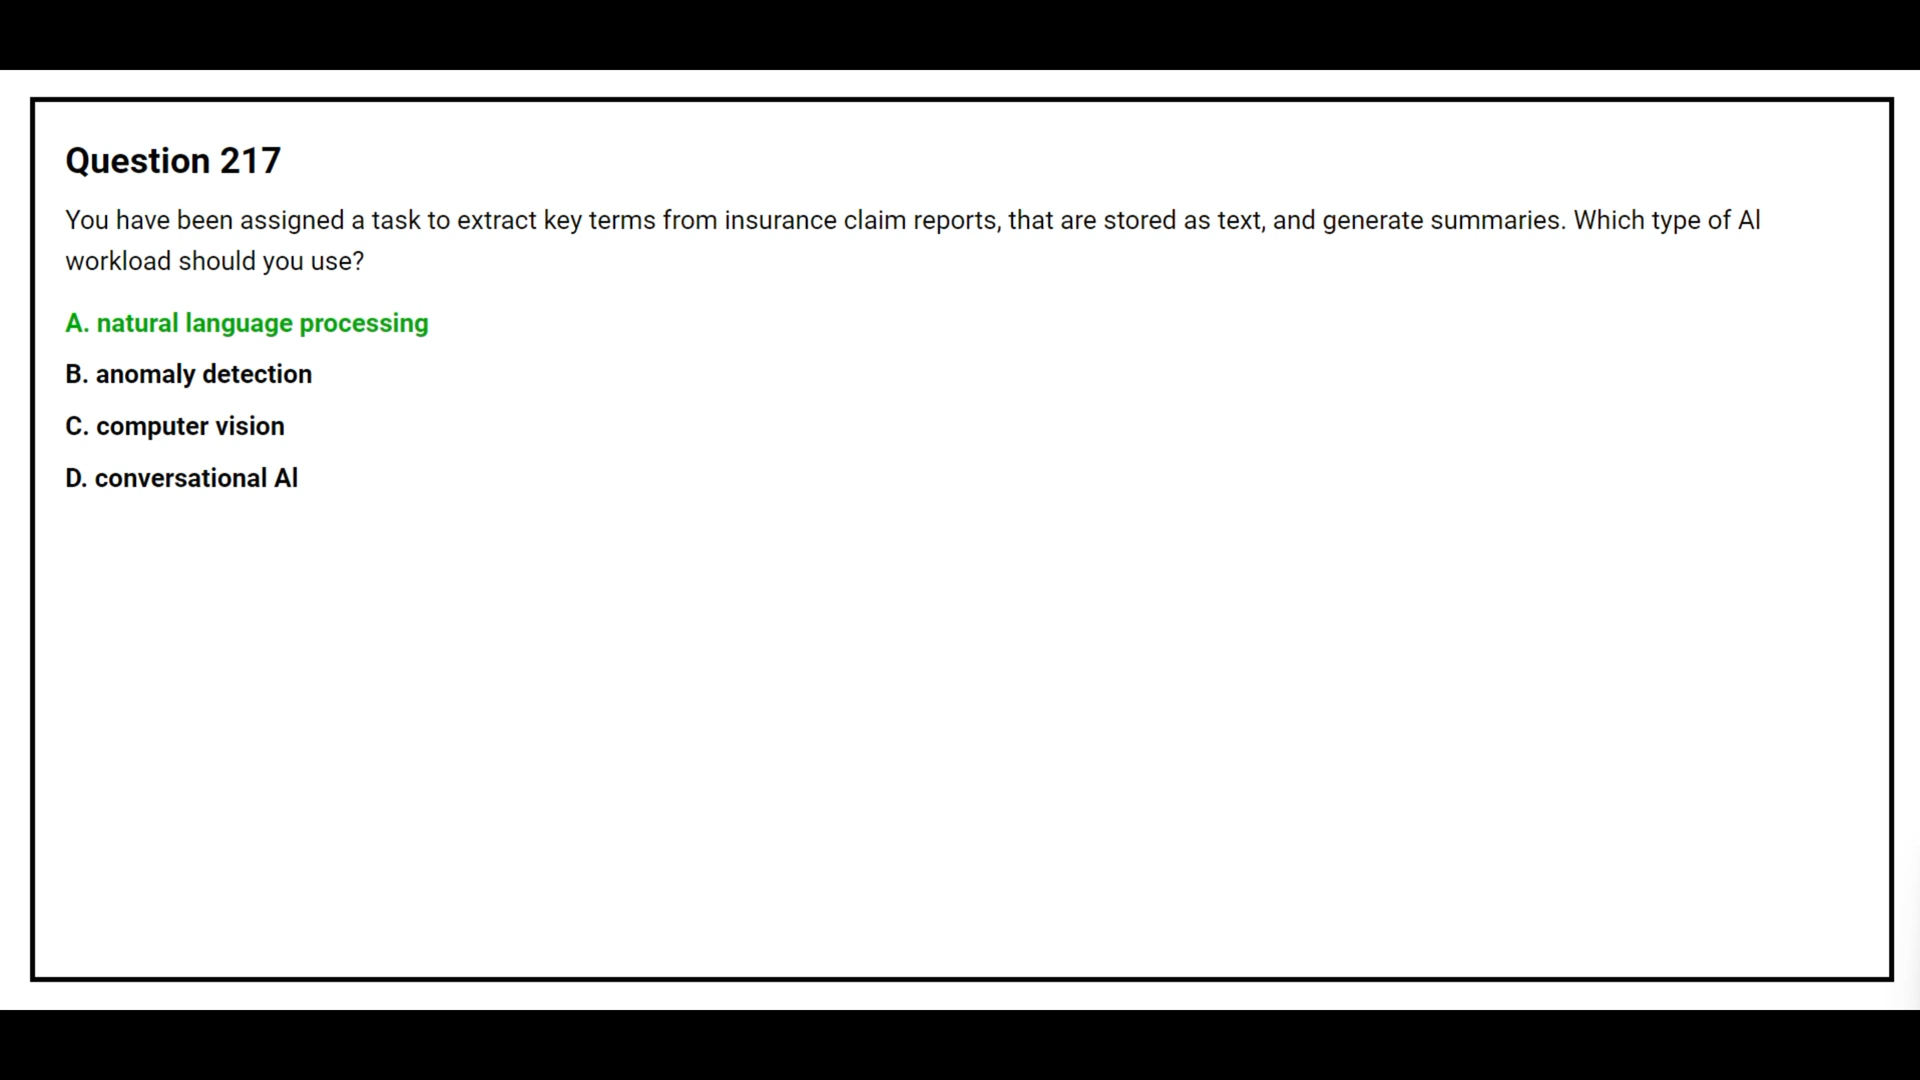 Question 217
You have been assigned a task to extract key terms from insurance claim reports, that are stored as text, and generate summaries. Which type of Al
workload should you use?
A. natural language processing
B. anomaly detection
C. computer vision
D. conversational Al